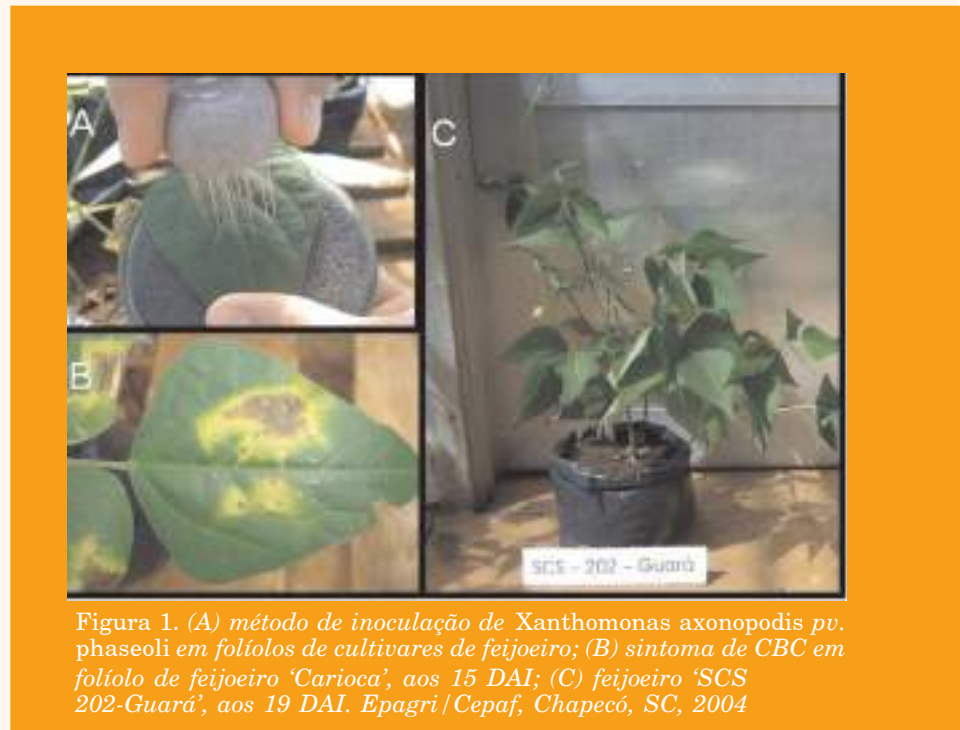 A
C
B
SCS - 202 - Guará
Figura 1. (A) método de inoculação de Xanthomonas axonopodis pv.
phaseoli em folíolos de cultivares de feijoeiro; (B) sintoma de CBC em
folíolo de feijoeiro ‘Carioca’, aos 15 DAI; (C) feijoeiro ‘SCS
202-Guará’, aos 19 DAI. Epagri/Cepaf, Chapecó, SC, 2004